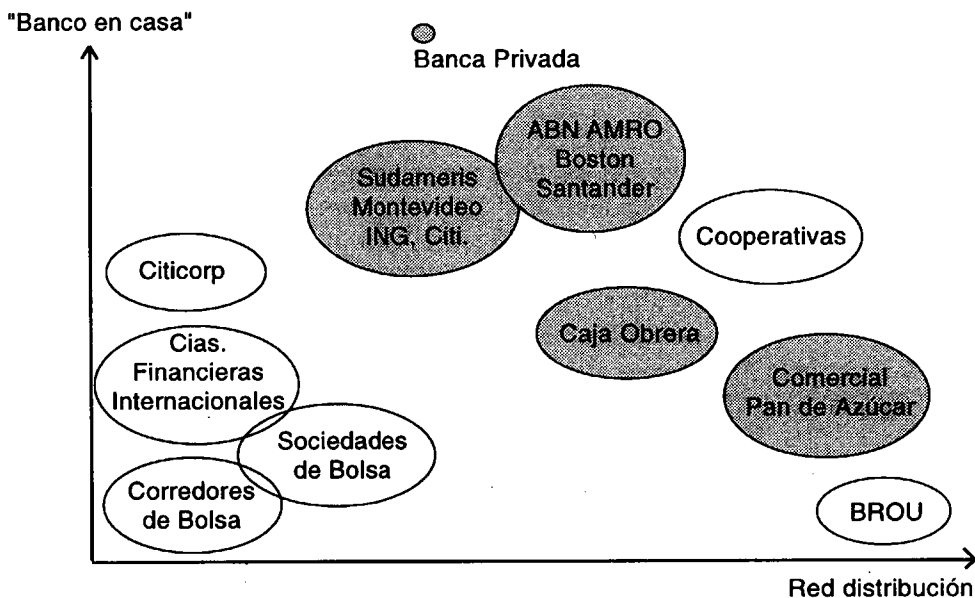 "Banco en casa"
Banca Privada
ABN AMRO
Boston
Santander
Sudameris
Montevideo
ING, Citi.
Cooperativas
Citicorp
Caja Obrera
Cias.
Financieras
Internacionales
Comercial
Pan de Azúcar
Sociedades
de Bolsa
Corredores
de Bolsa
BROU
Red distribución